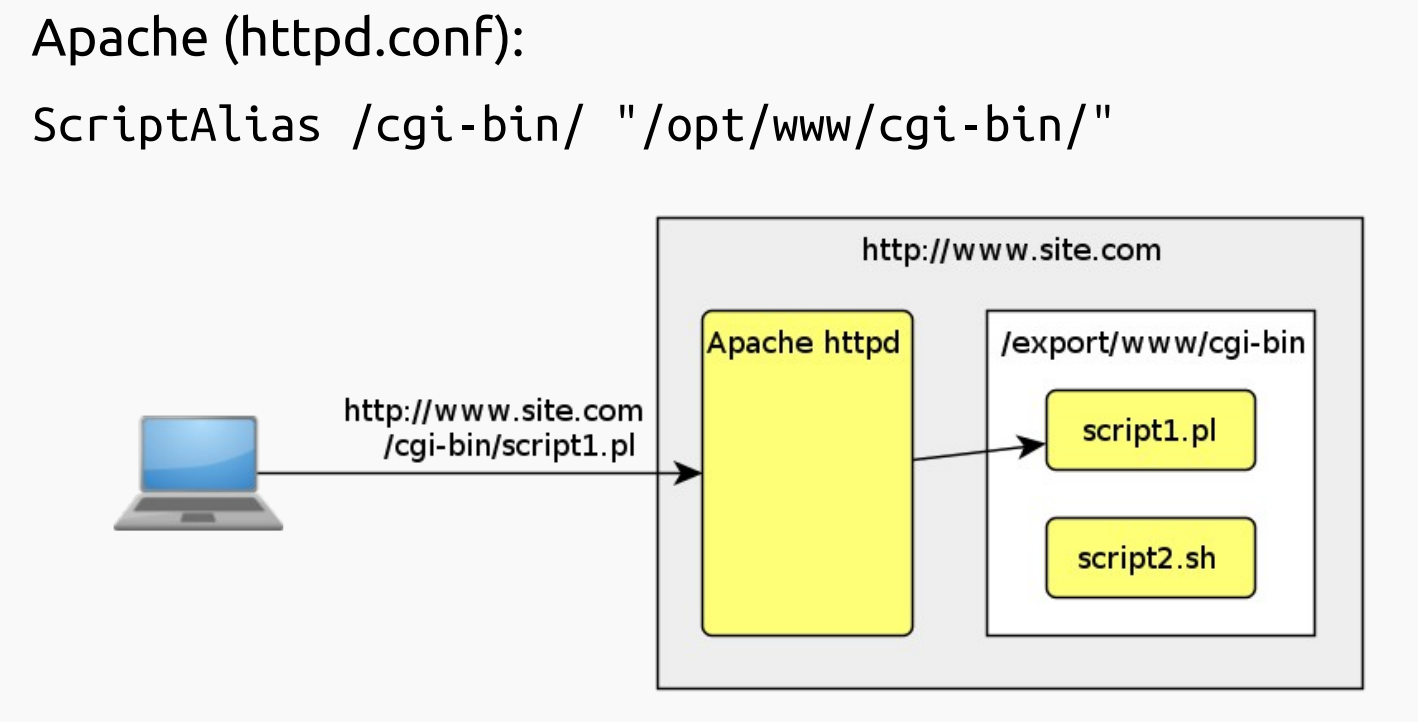 Apache (httpd.conf):
ScriptAlias /cgi-bin/ "/opt/www/cgi-bin/"
http://www.site.com
Apache httpd
/export/www/cgi-bin
http://www.site.com
/cgi-bin/script1.pl
script1.pl
script2.sh